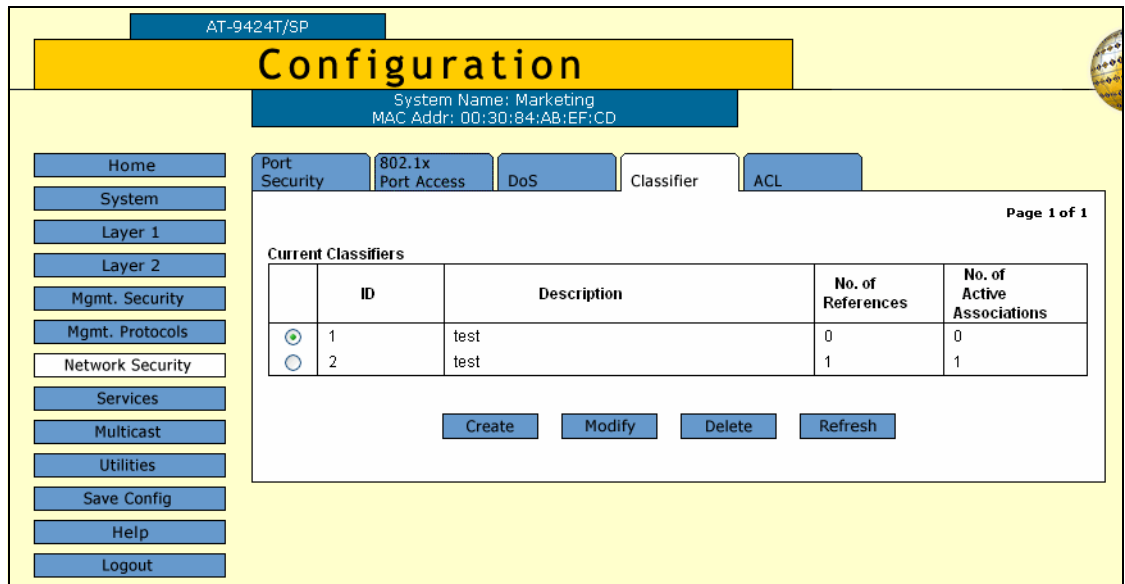 AT-9424T/SP
Configuration
System Name: Marketing
MAC Addr: 00:30:84:AB:EF:CD
Home
System
Layer 1
Layer 2
Mgmt. Security
Mgmt. Protocols
Network Security
Services
Multicast
Utilities
Save Config
Help
Logout
Port
Security
802.1x
Port Access
DoS
Classifier
ACL
Page 1 of 1
Current Classifiers
ID
Description
No. of
References
No. of
Active
Associations
1 test 0 0
2 test 1 1
Create Modify Delete Refresh